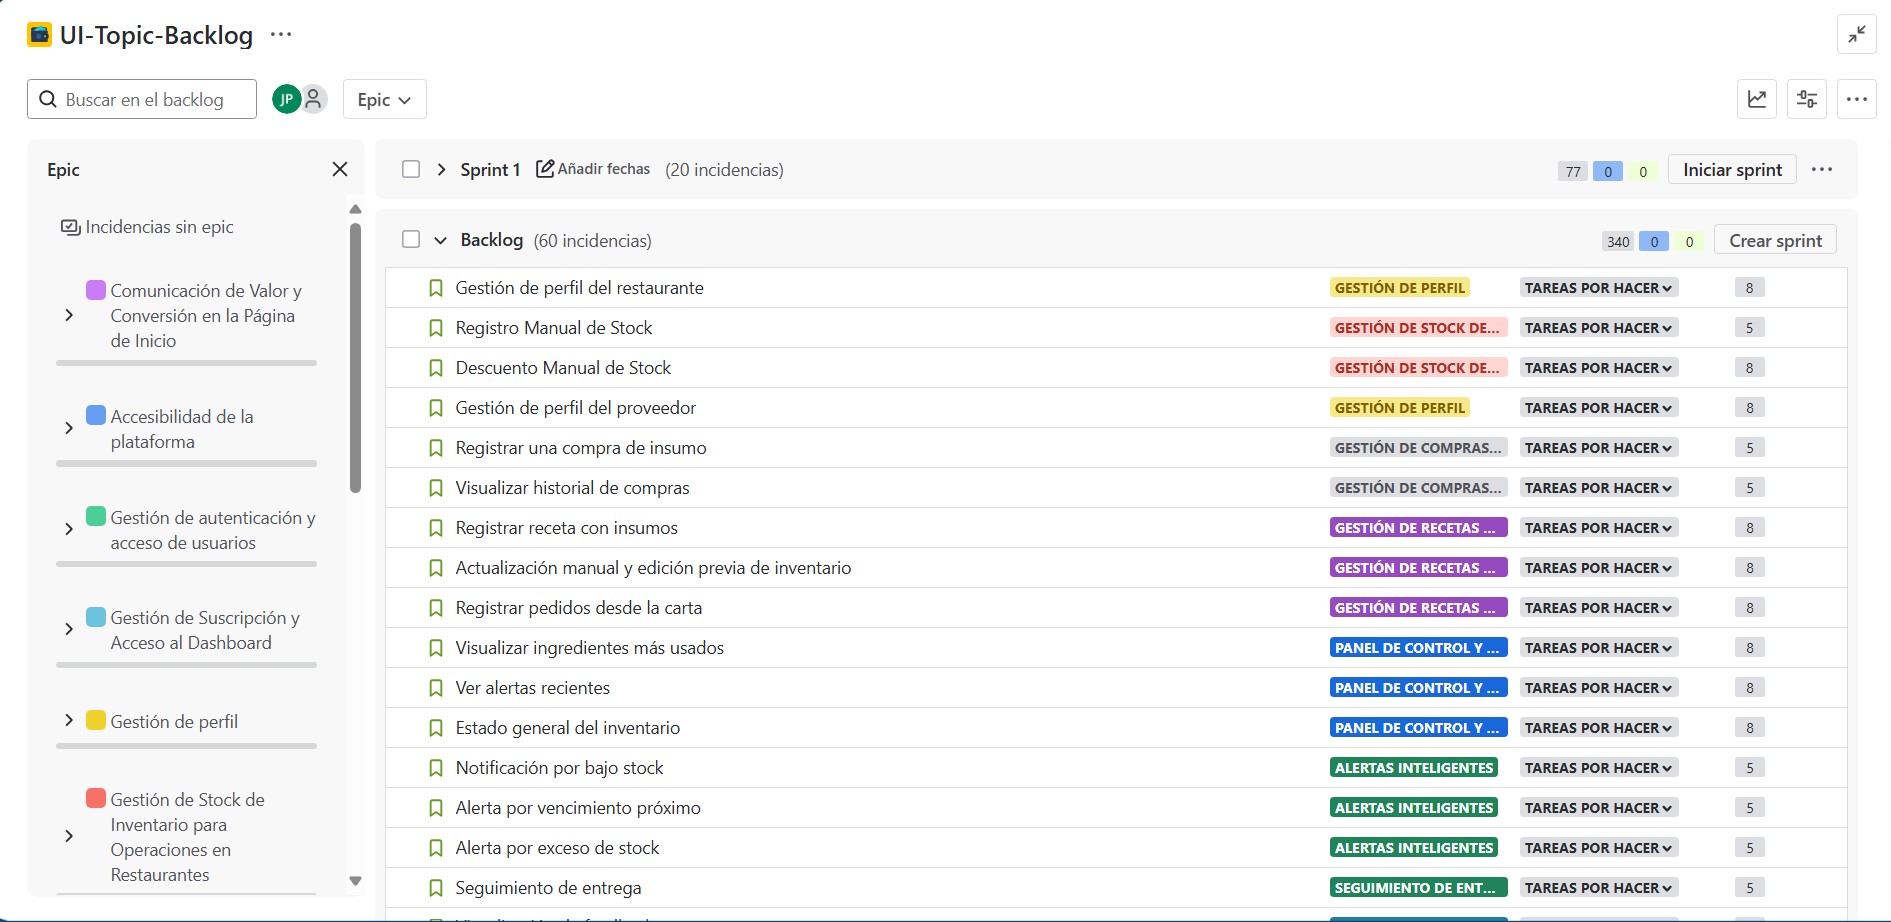 UI-Topic-Backlog
Buscar en el backlog
JP
Epic
Epic
Incidencias sin epic
Comunicación de Valor y
Conversión en la Página
de Inicio
Accesibilidad de la
plataforma
Gestión de autenticación y
acceso de usuarios
Gestión de Suscripción y
Acceso al Dashboard
Gestión de perfil
Gestión de Stock de
Inventario para
Operaciones en
Restaurantes
Sprint 1 Añadir fechas (20 incidencias) 77 0 0 Iniciar sprint
Backlog (60 incidencias) 340 0 0 Crear sprint
Gestión de perfil del restaurante GESTIÓN DE PERFIL TAREAS POR HACER 8
Registro Manual de Stock GESTIÓN DE STOCK DE... TAREAS POR HACER 5
Descuento Manual de Stock GESTIÓN DE STOCK DE... TAREAS POR HACER 8
Gestión de perfil del proveedor GESTIÓN DE PERFIL TAREAS POR HACER 8
Registrar una compra de insumo GESTIÓN DE COMPRAS... TAREAS POR HACER 5
Visualizar historial de compras GESTIÓN DE COMPRAS... TAREAS POR HACER 5
Registrar receta con insumos GESTIÓN DE RECETAS ... TAREAS POR HACER 8
Actualización manual y edición previa de inventario GESTIÓN DE RECETAS ... TAREAS POR HACER 8
Registrar pedidos desde la carta GESTIÓN DE RECETAS ... TAREAS POR HACER 8
Visualizar ingredientes más usados PANEL DE CONTROL Y ... TAREAS POR HACER 8
Ver alertas recientes PANEL DE CONTROL Y ... TAREAS POR HACER 8
Estado general del inventario PANEL DE CONTROL Y ... TAREAS POR HACER 8
Notificación por bajo stock ALERTAS INTELIGENTES TAREAS POR HACER 5
Alerta por vencimiento próximo ALERTAS INTELIGENTES TAREAS POR HACER 5
Alerta por exceso de stock ALERTAS INTELIGENTES TAREAS POR HACER 5
Seguimiento de entrega SEGUIMIENTO DE ENT... TAREAS POR HACER 5